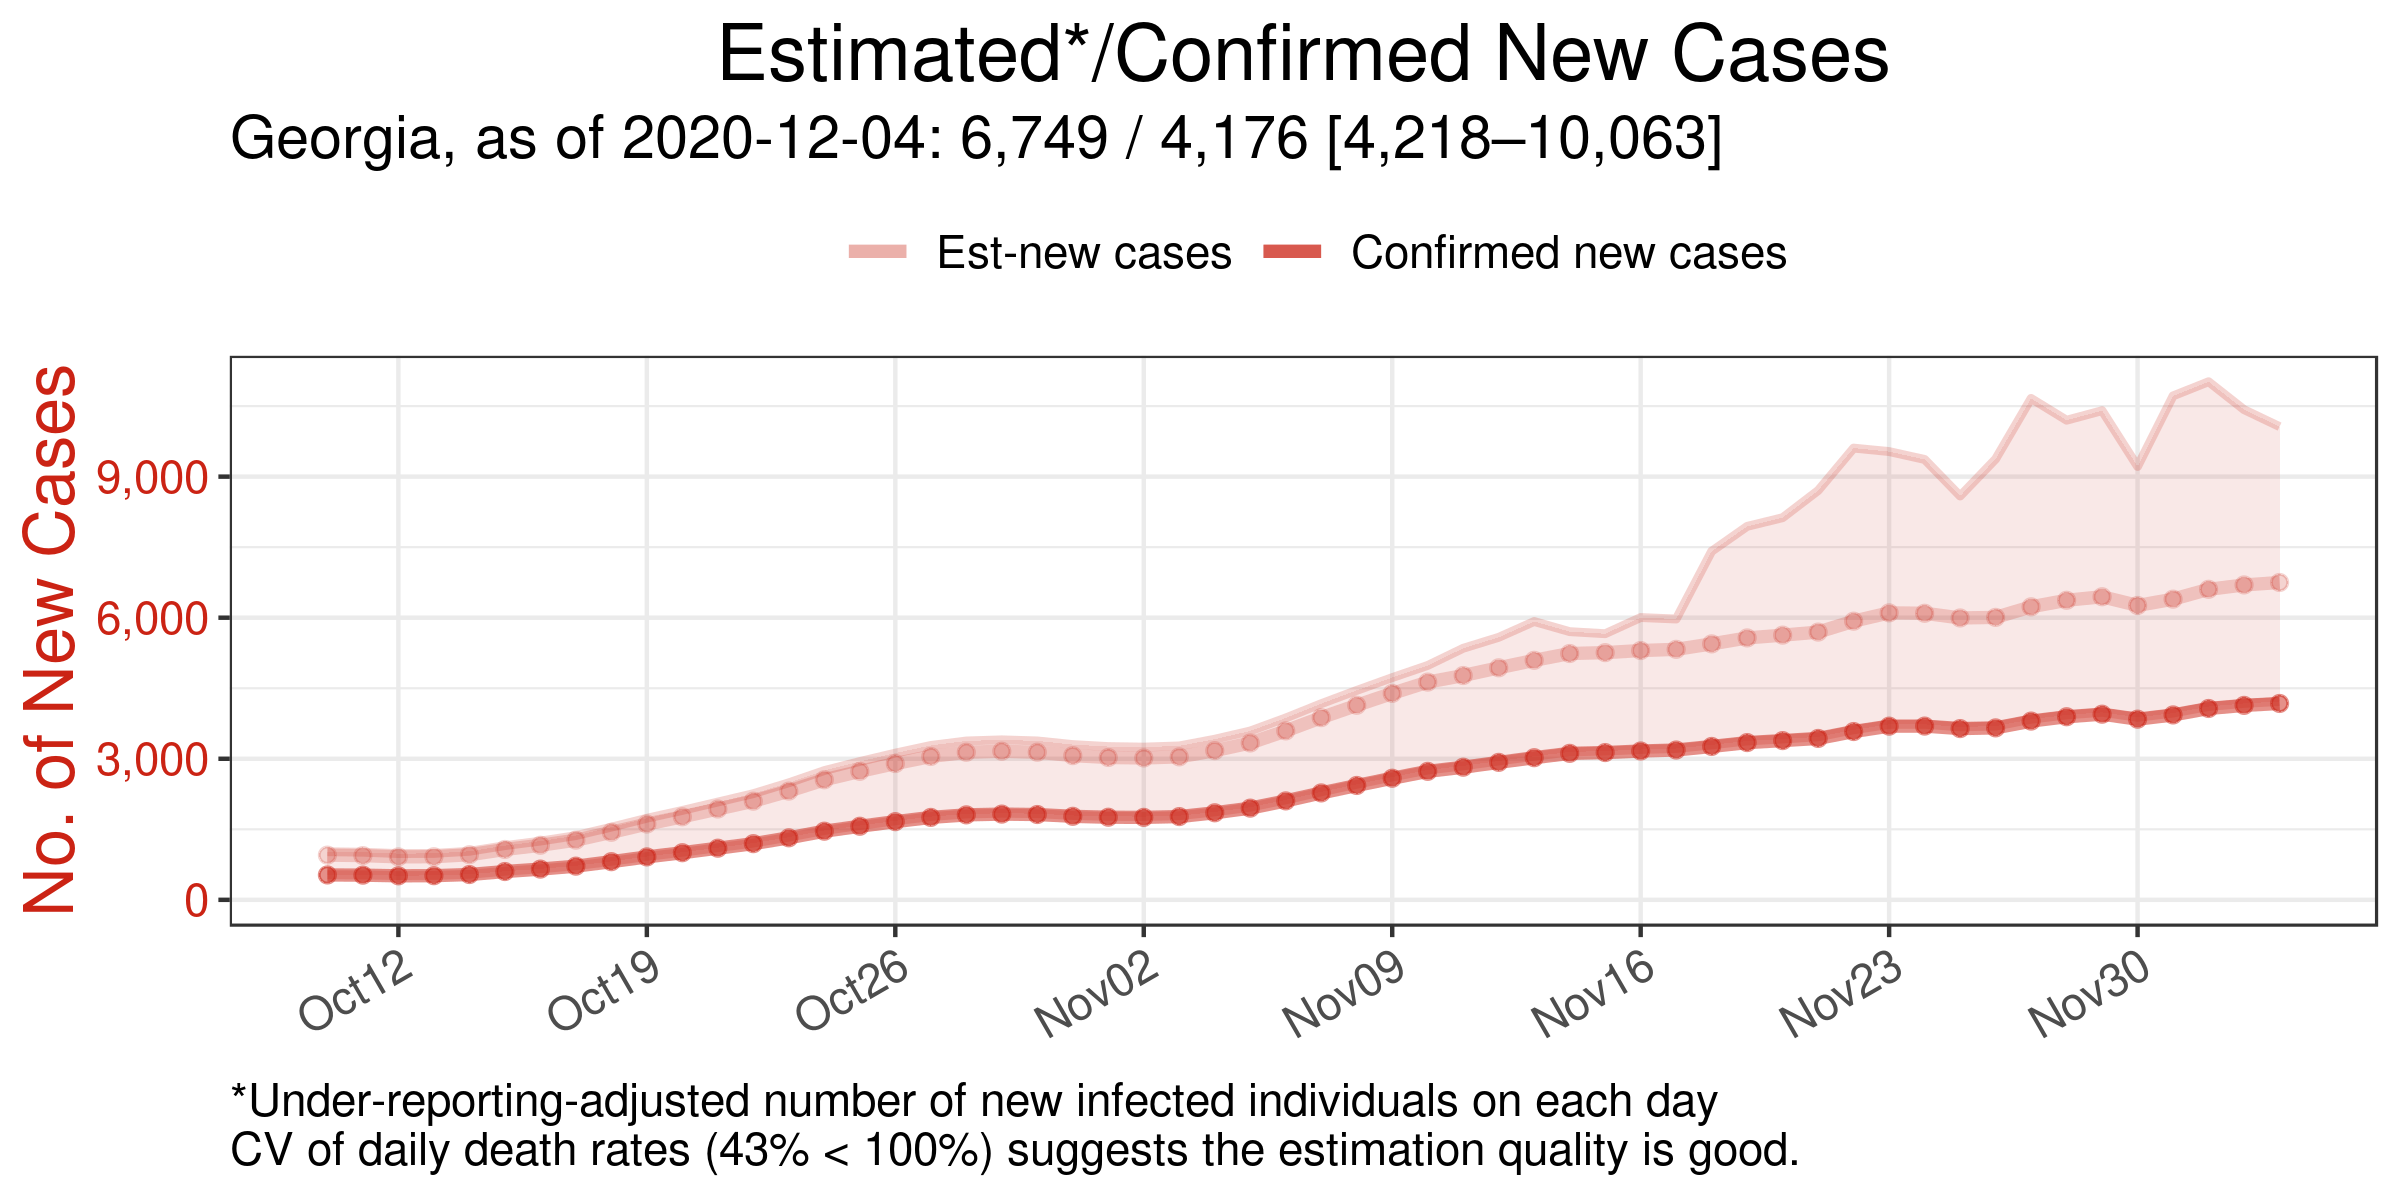 Estimated*/Confirmed New Cases
Georgia, as of 2020-12-04: 6,749 / 4,176 [4,218–10,063]
Est-new cases
Confirmed new cases
No. of New Cases
9,000
6,000
3,000
0
Oct12
Oct19
Oct26
Nov02
Nov09
Nov16
Nov23
Nov30
*Under-reporting-adjusted number of new infected individuals on each day
CV of daily death rates (43% < 100%) suggests the estimation quality is good.